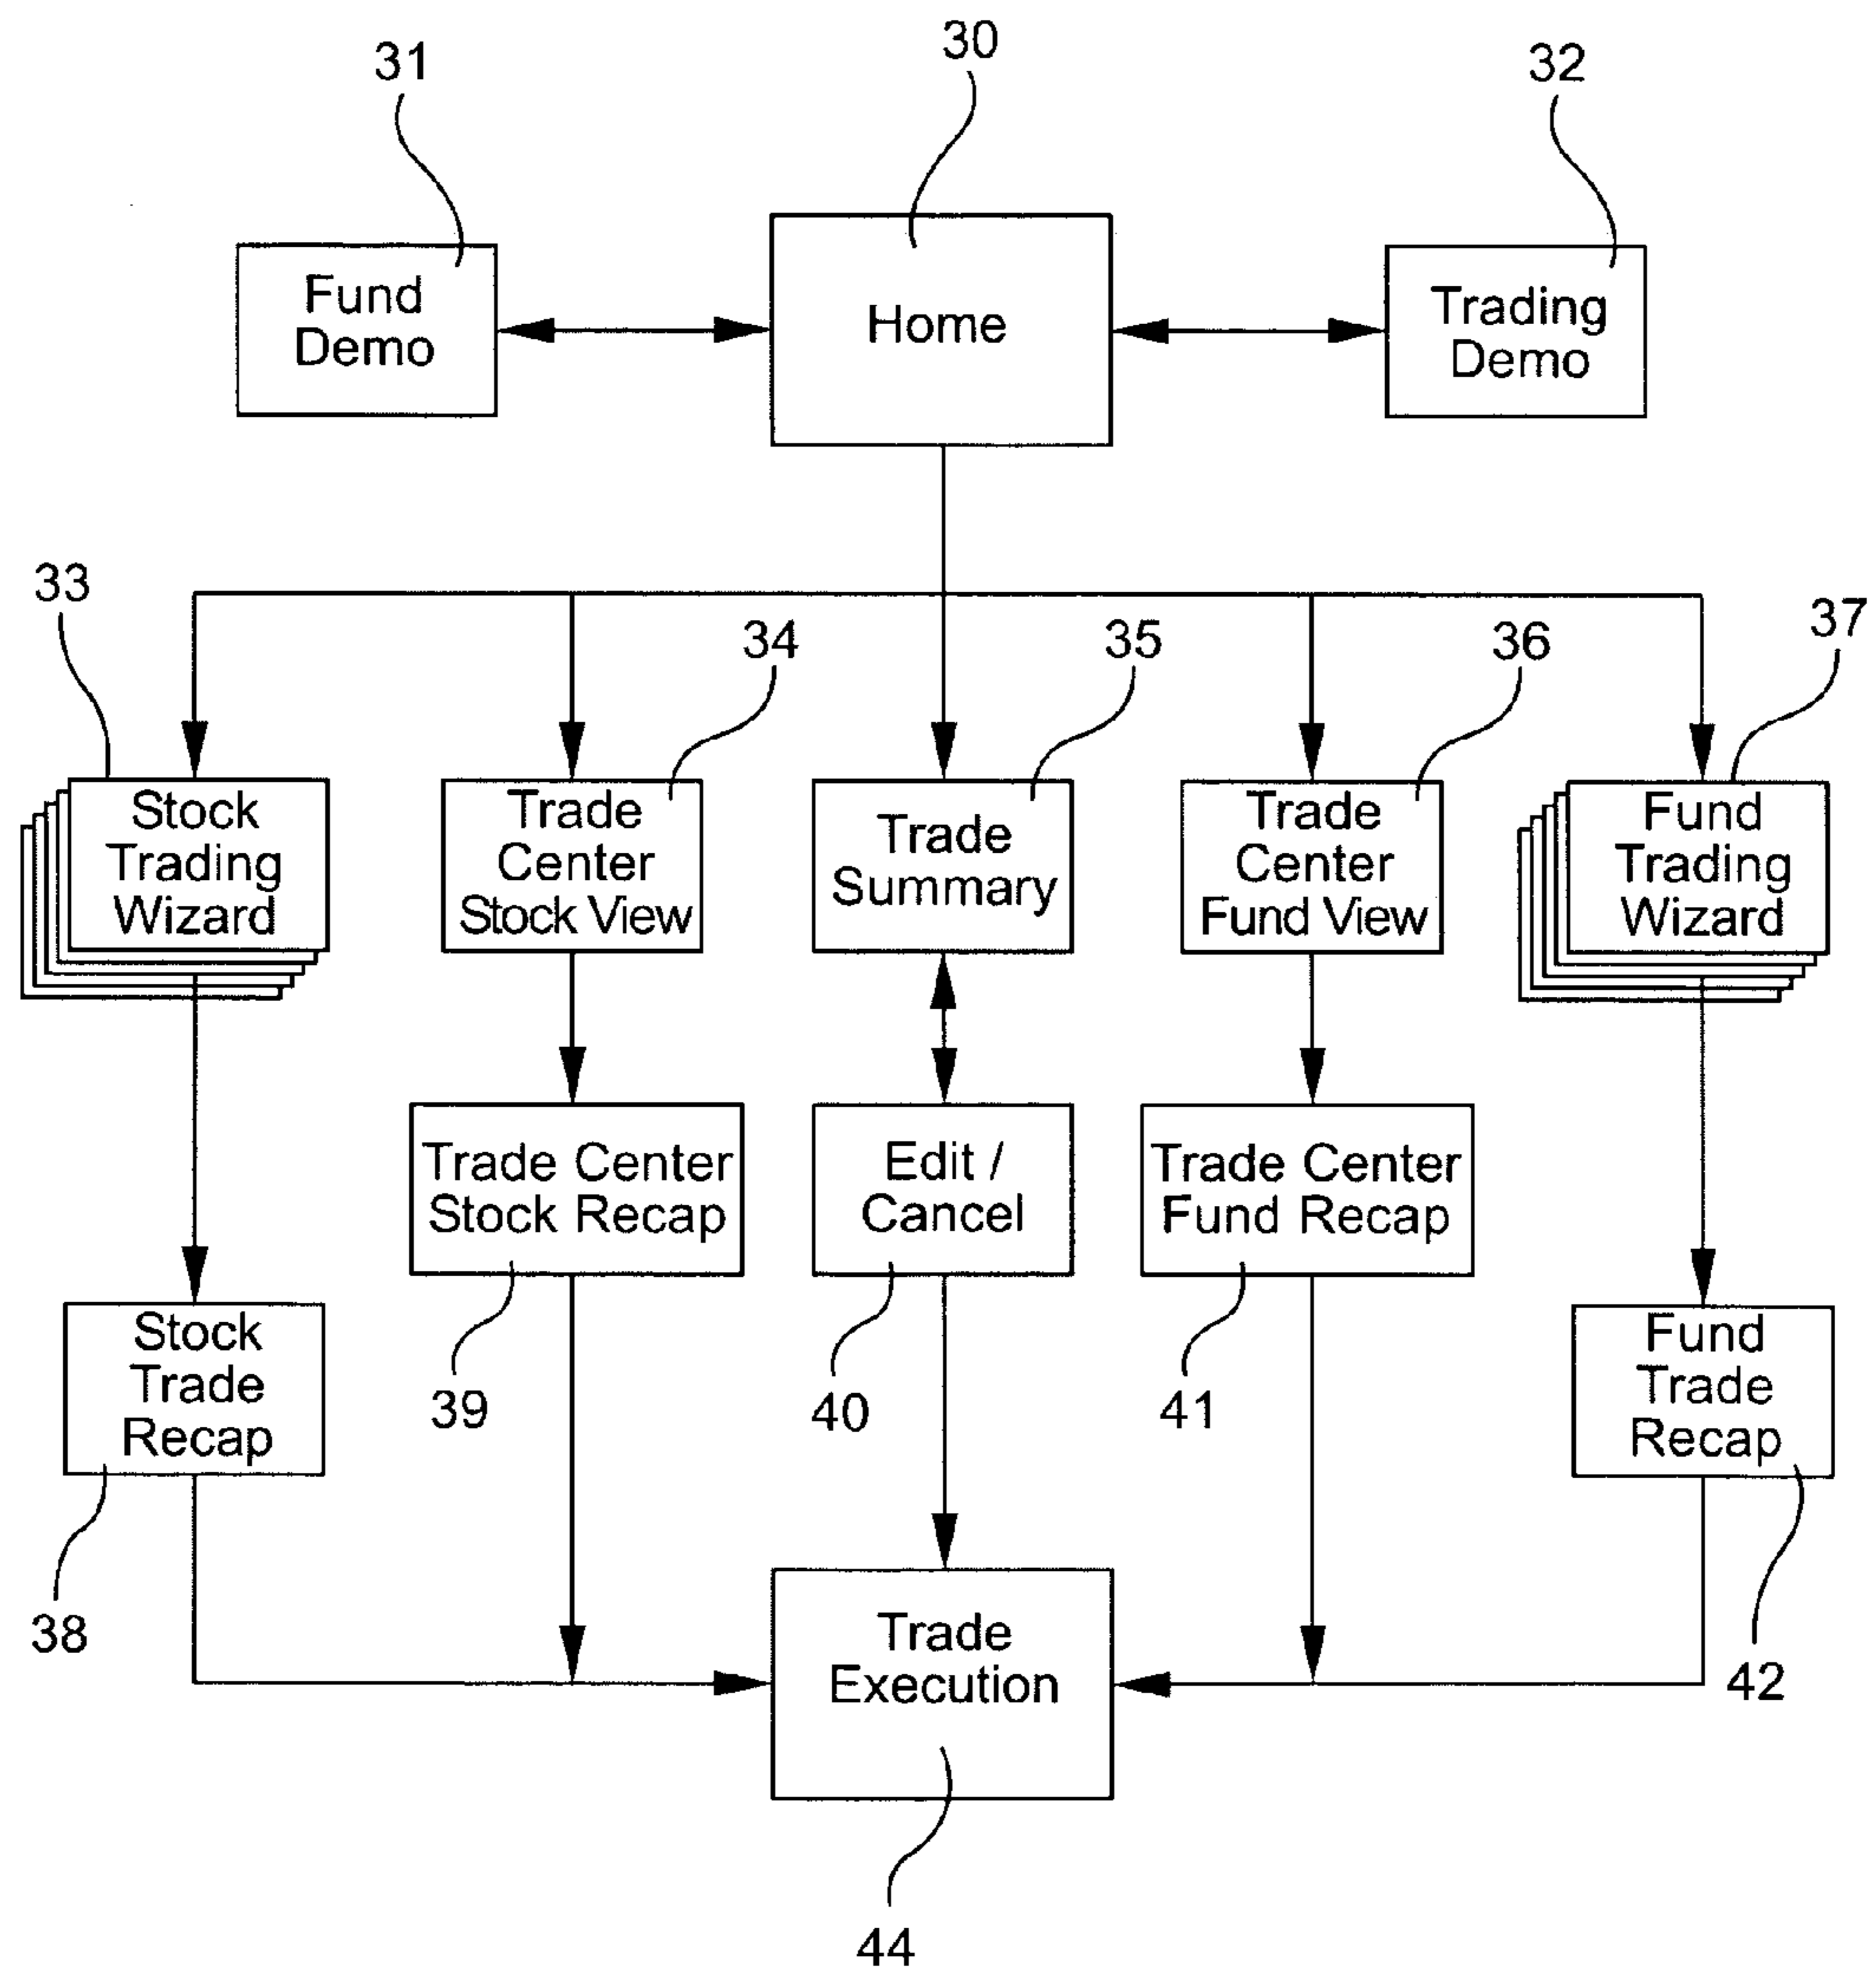 31
30
32
Fund
Demo
Home
Trading
Demo
33
34
35
36
37
Stock
Trading
Wizard
Trade
Center
Stock View
Trade
Summary
Trade
Center
Fund View
Fund
Trading
Wizard
Trade Center
Stock Recap
Edit /
Cancel
Trade Center
Fund Recap
Stock
Trade
Recap
39
40
41
Fund
Trade
Recap
38
Trade
Execution
42
44